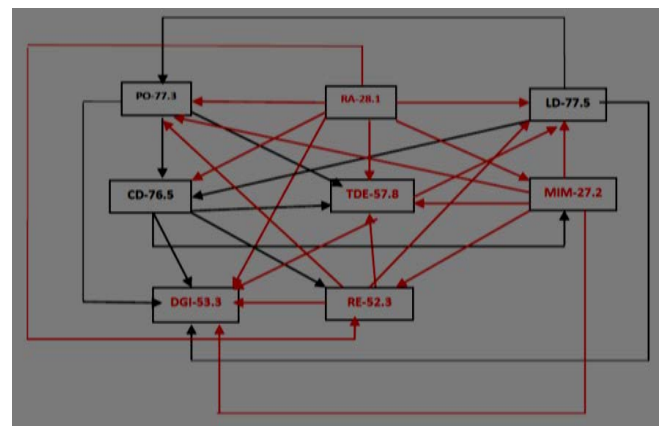 PO-77.3
RA-28.1
LD-77.5
CD-76.5
TDE-57.8
MIM-27.2
DGI-53.3
RE-52.3